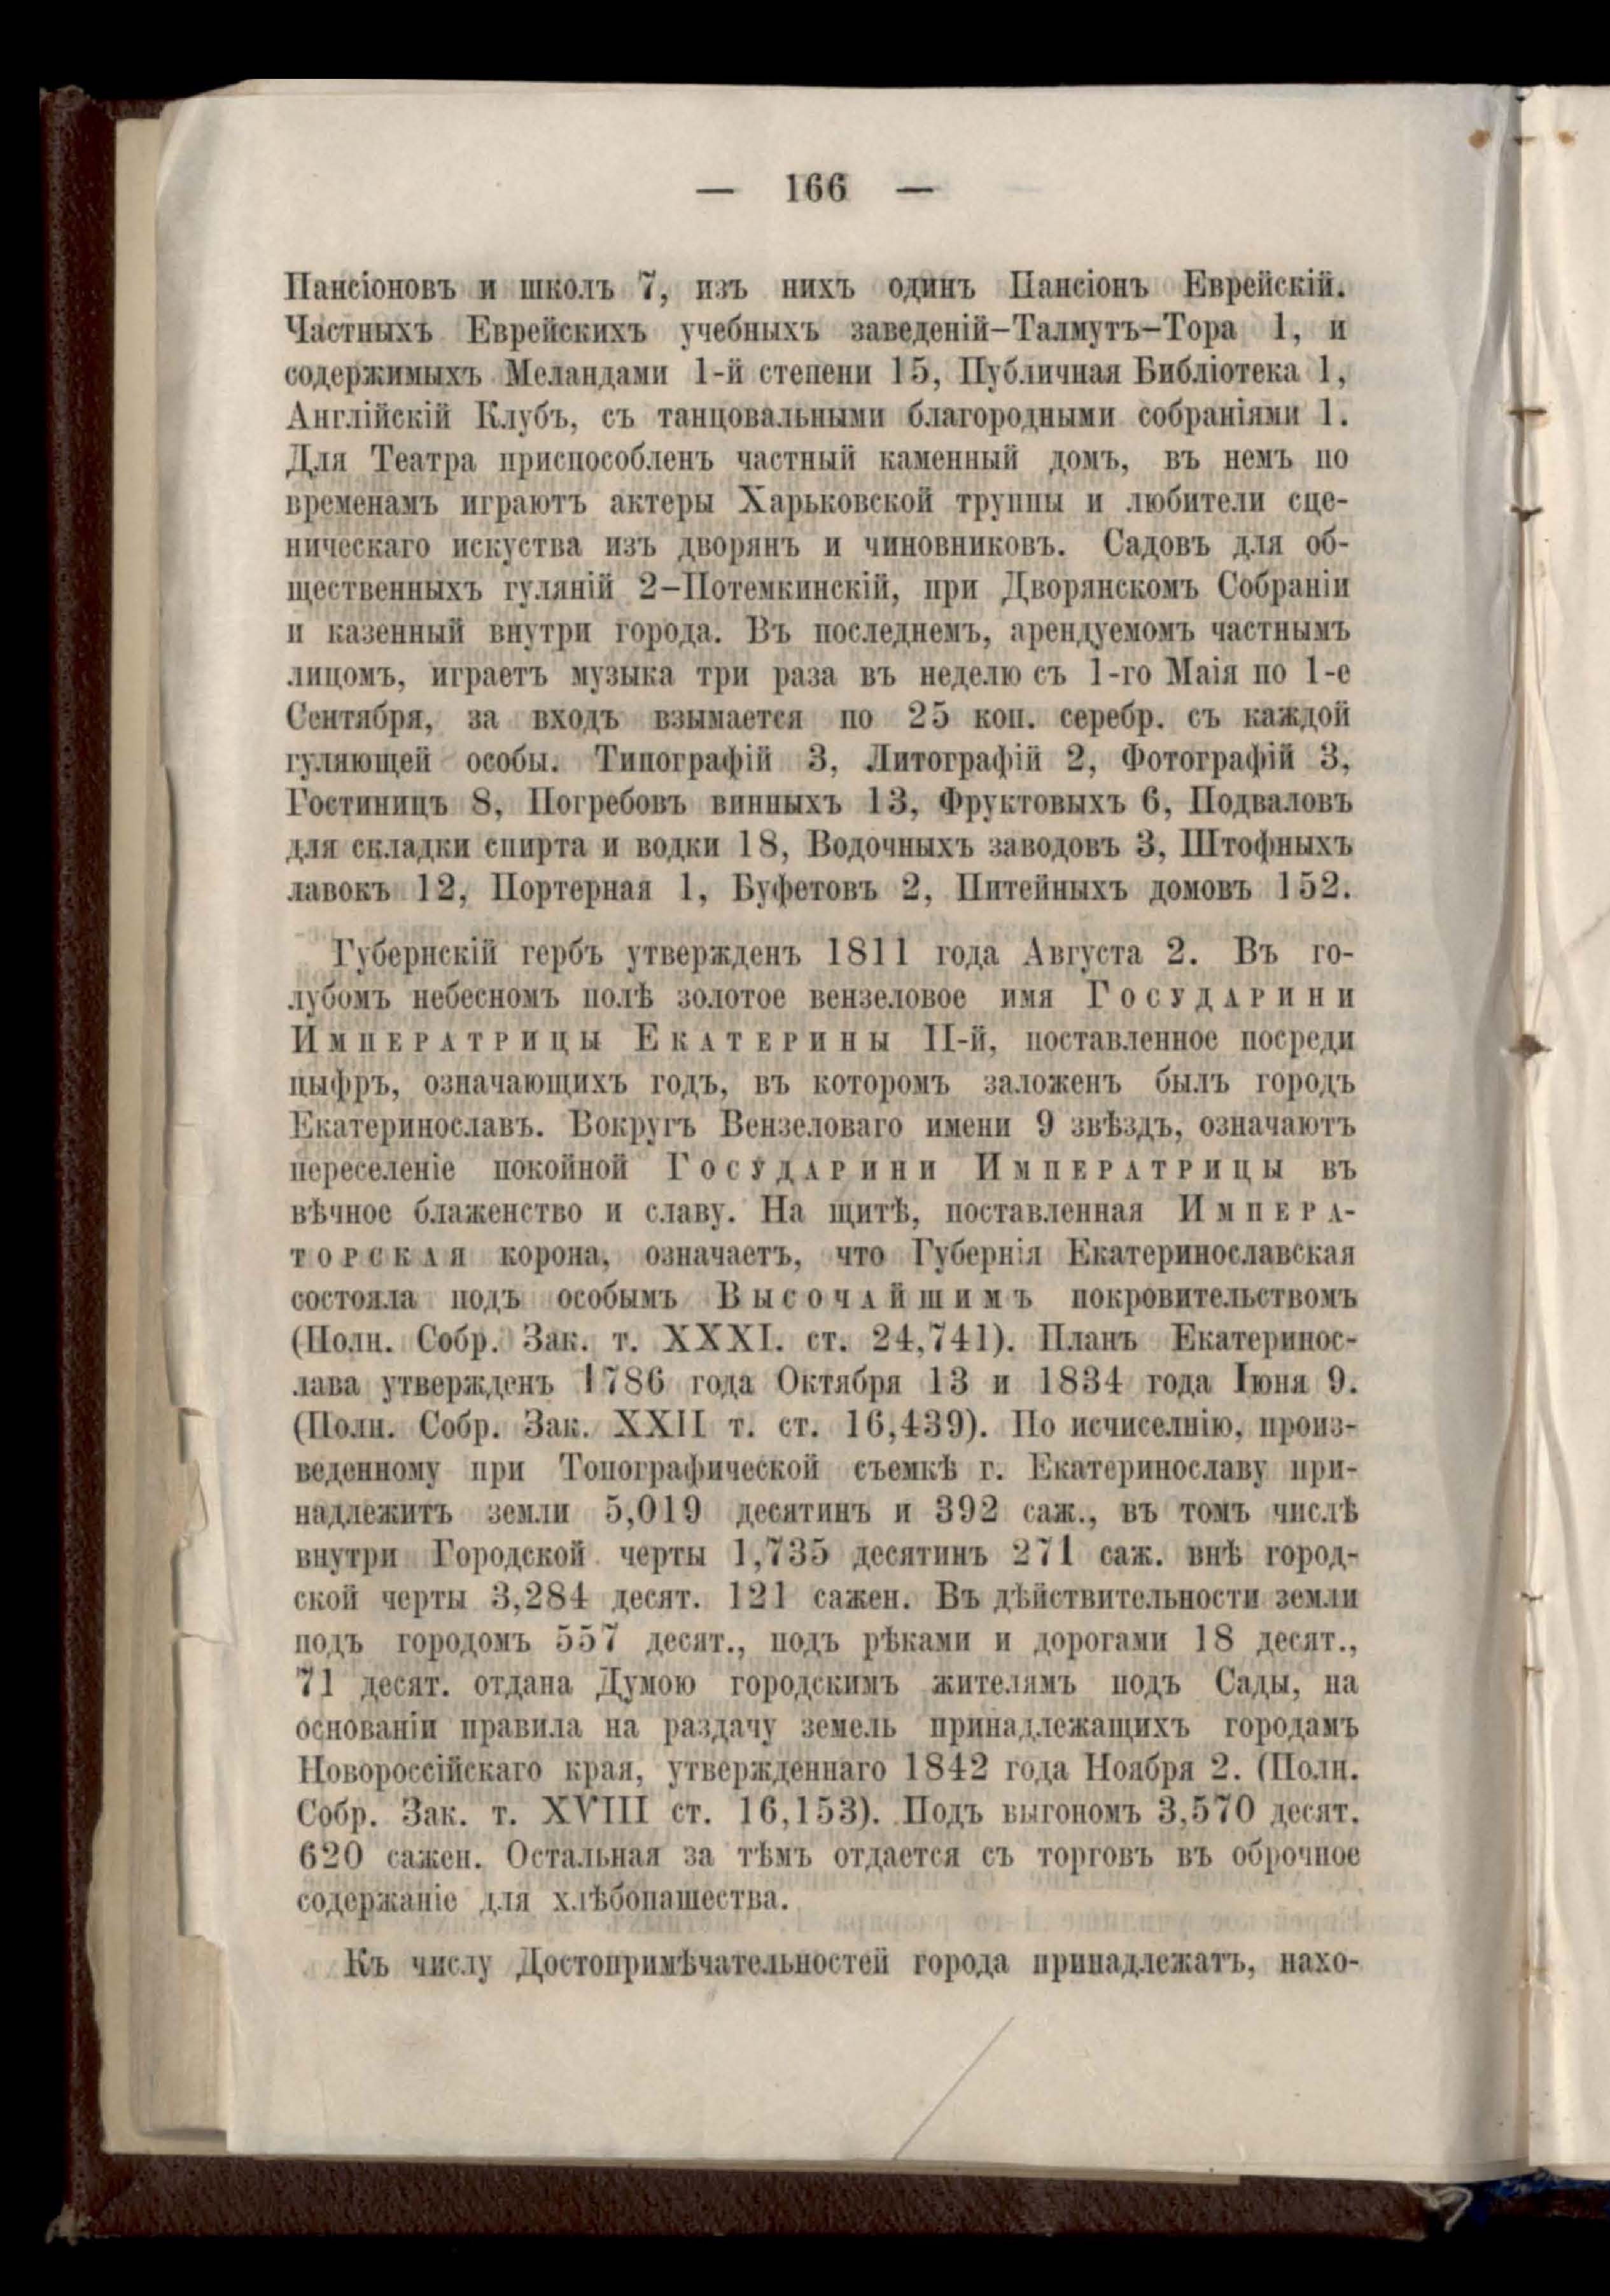 — 166 —
Пансіоновъ и школъ 7, изъ нихъ одинъ Пансіонъ Еврейскій.
Частныхъ Еврейскихъ учебныхъ заведеній–Талмутъ–Тора 1, и
содержимыхъ Меландами 1-й степени 15, Публичная Библіотека 1,
Англійскій Клубъ, съ танцовальными благородными собраніями 1.
Для Театра приспособленъ частный каменный домъ, въ немъ по
временамъ играютъ актеры Харьковской труппы и любители сце-
ническаго искуства изъ дворянъ и чиновниковъ. Садовъ для об-
щественныхъ гуляній 2–Потемкинскій, при Дворянскомъ Собраніи
и казенный внутри города. Въ последнемъ, арендуемомъ частнымъ
лицомъ, играетъ музыка три раза въ неделю съ 1-го Маія по 1-е
Сентября, за входъ взымается по 25 коп. серебр. съ каждой
гуляющей особы. Типографій 3, Литографій 2, Фотографій 3,
Гостиницъ 8, Погребовъ винныхъ 13, Фруктовыхъ 6, Подваловъ
для складки спирта и водки 18, Водочныхъ заводовъ 3, Штофныхъ
лавокъ 12, Портерная 1, Буфетовъ 2, Питейныхъ домовъ 152.
Губернскій гербъ утвержденъ 1811 года Августа 2. Въ го-
лубомъ небесномъ полѣ золотое вензеловое имя Государини
Императрицы Екатерины II-й, поставленное посреди
цыфръ, означающихъ годъ, въ которомъ заложенъ былъ городъ
Екатеринославъ. Вокругъ Вензеловаго имени 9 звѣздъ, означаютъ
переселеніе покойной Государини Императрицы въ
вѣчное блаженство и славу. На щитѣ, поставленная Импера-
торская корона, означаетъ, что Губернія Екатеринославская
состояла подъ особымъ Высочайшимъ покровительствомъ
(Полн. Собр. Зак. т. XXXI. ст. 24,741). Планъ Екатеринос-
лава утвержденъ 1786 года Октября 13 и 1834 года Іюня 9.
(Полн. Собр. Зак. XXII т. ст. 16,439). По исчиселнію, произ-
веденному при Топографической съемкѣ г. Екатеринославу при-
надлежитъ земли 5,019 десятинъ и 392 саж., въ томъ числѣ
внутри Городской черты 1,735 десятинъ 271 саж. внѣ город-
ской черты 3,284 десят. 121 сажен. Въ дѣйствительности земли
подъ городомъ 557 десят., подъ рѣками и дорогами 18 десят.,
71 десят. отдана Думою городскимъ жителямъ подъ Сады, на
основаніи правила на раздачу земель принадлежащихъ городамъ
Новороссійскаго края, утвержденнаго 1842 года Ноября 2. (Полн.
Собр. Зак. т. XVIII ст. 16,153). Подъ выгономъ 3,570 десят.
620 сажен. Остальная за тѣмъ отдается съ торговъ въ оброчное
содержаніе для хлѣбопашества.
Къ числу Достопримѣчательностей города принадлежатъ, нахо-